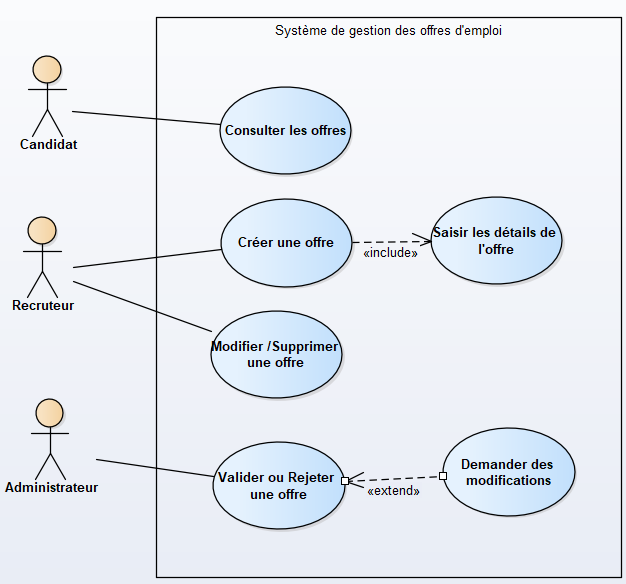 Système de gestion des offres d'emploi
Candidat
Consulter les offres
Recruteur
Créer une offre
«include»
Saisir les détails de
l'offre
Modifier /Supprimer
une offre
Administrateur
Valider ou Rejeter
une offre
«extend»
Demander des
modifications